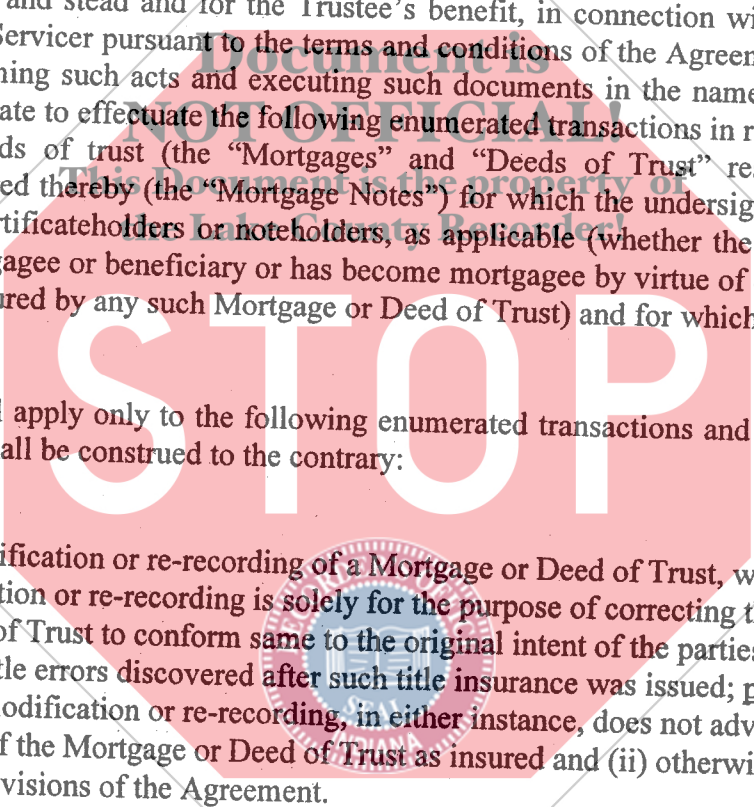 and stead and for the Trustee's benefit, in connection wi
Document is
Servicer pursuant to the terms and conditions of the Agreem
ning such acts and executing such documents in the name
NOT OFFICIAL!
ate to effectuate the following enumerated transactions in r
ds of trust (the “Mortgages” and “Deeds of Trust” re
This Document is the property of
ed thereby (the “Mortgage Notes”) for which the undersig
the Lake County Recorder!
rtificateholders or noteholders, as applicable (whether the
agee or beneficiary or has become mortgagee by virtue of
ured by any such Mortgage or Deed of Trust) and for which
STOP
l apply only to the following enumerated transactions and
all be construed to the contrary:
ification or re-recording of a Mortgage or Deed of Trust, w
tion or re-recording is solely for the purpose of correcting t
of Trust to conform same to the original intent of the parties
tle errors discovered after such title insurance was issued; p
odification or re-recording, in either instance, does not adv
f the Mortgage or Deed of Trust as insured and (ii) otherwi
visions of the Agreement.
SEAL
INDIANA